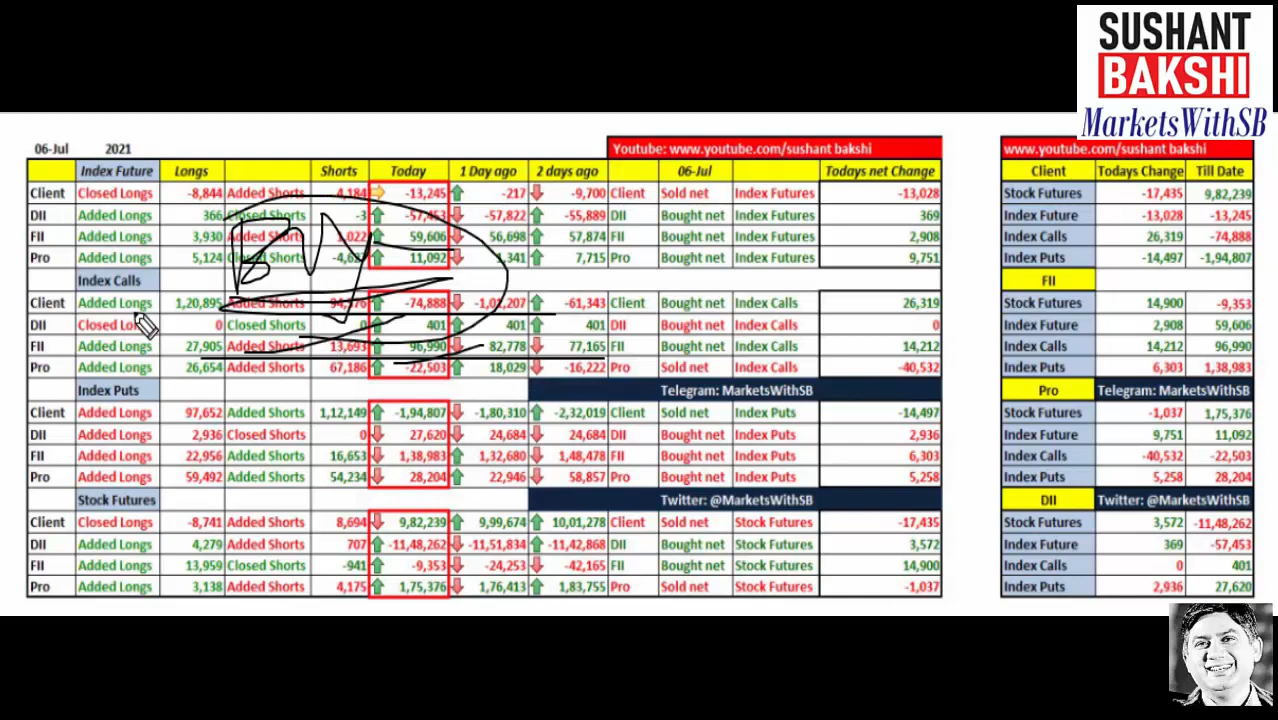 SUSHANT
BAKSHI
MarketsWithSB
06-Jul 2021 Youtube: www.youtube.com/sushant bakshi www.youtube.com/sushant bakshi
Index Future Longs Shorts Today 1 Day ago 2 days ago 06-Jul Todays net Change Client Todays Change Till Date
Client Closed Longs -8,844 Added Shorts 4,184 -13,245 -217 -9,700 Client Sold net Index Futures -13,028 Stock Futures -17,435 9,82,239
DII Added Longs 366 Closed Shorts -3 -57,453 -57,822 -55,889 DII Bought net Index Futures 369 Index Future -13,028 -13,245
FII Added Longs 3,930 Added Shorts 1,022 59,606 56,698 57,874 FII Bought net Index Futures 2,908 Index Calls 26,319 -74,888
Pro Added Longs 5,124 Closed Shorts 11,092 1,341 7,715 Pro Bought net Index Futures 9,751 Index Puts -14,497 -1,94,807
Index Calls FII
Client Added Longs 1,20,895 Added Shorts 94,576 -74,888 -1,01,207 -61,343 Client Bought net Index Calls 26,319 Stock Futures 14,900 -9,353
DII Closed 0 Closed Shorts 0 401 401 401 DII Bought net Index Calls 0 Index Future 2,908 59,606
FII Added Longs 27,905 Added Shorts 13,693 96,990 82,778 77,165 FII Bought net Index Calls 14,212 Index Calls 14,212 96,990
Pro Added Longs 26,654 Added Shorts 67,186 -22,503 18,029 -16,222 Pro Sold net Index Calls -40,532 Index Puts 6,303 1,38,983
Index Puts Telegram: MarketsWithSB Pro Telegram: MarketsWithSB
Client Added Longs 97,652 Added Shorts 1,12,149 -1,94,807 -1,80,310 -2,32,019 Client Sold net Index Puts -14,497 Stock Futures -1,037 1,75,376
DII Added Longs 2,936 Closed Shorts 0 27,620 24,684 24,684 DII Bought net Index Puts 2,936 Index Future 9,751 11,092
FII Added Longs 22,956 Added Shorts 16,653 1,38,983 1,32,680 1,48,478 FII Bought net Index Puts 6,303 Index Calls -40,532 -22,503
Pro Added Longs 59,492 Added Shorts 54,234 28,204 22,946 58,857 Pro Bought net Index Puts 5,258 Index Puts 5,258 28,204
Stock Futures Twitter: @MarketsWithSB DII Twitter: @MarketsWithSB
Client Closed Longs -8,741 Added Shorts 8,694 9,82,239 9,99,674 10,01,278 Client Sold net Stock Futures -17,435 Stock Futures 3,572 -11,48,262
DII Added Longs 4,279 Added Shorts 707 -11,48,262 -11,51,834 -11,42,868 DII Bought net Stock Futures 3,572 Index Future 369 -57,453
FII Added Longs 13,959 Closed Shorts -941 -9,353 -24,253 -42,165 FII Bought net Stock Futures 14,900 Index Calls 0 401
Pro Added Longs 3,138 Added Shorts 4,175 1,75,376 1,76,413 1,83,755 Pro Sold net Stock Futures -1,037 Index Puts 2,936 27,620